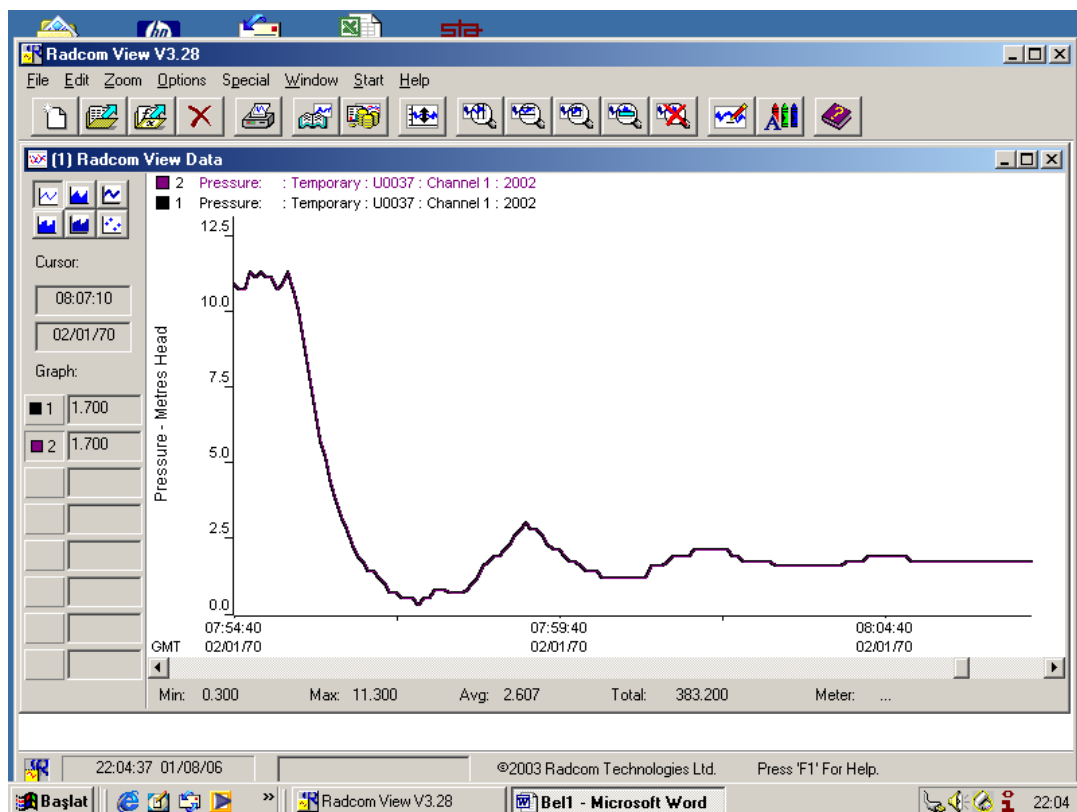 hp
sta
Radcom View V3.28
File Edit Zoom Options Special Window Start Help
(1) Radcom View Data
2 Pressure: : Temporary : U0037 : Channel 1 : 2002
1 Pressure: : Temporary : U0037 : Channel 1 : 2002
Cursor:
08:07:10
02/01/70
Graph:
1 1.700
2 1.700
Pressure - Metres Head
12.5
10.0
7.5
5.0
2.5
0.0
07:54:40 07:59:40 08:04:40
GMT 02/01/70 02/01/70 02/01/70
Min: 0.300 Max: 11.300 Avg: 2.607 Total: 383.200 Meter: ...
22:04:37 01/08/06 ©2003 Radcom Technologies Ltd. Press 'F1' For Help.
Başlat » Radcom View V3.28 Bel1 - Microsoft Word 22:04